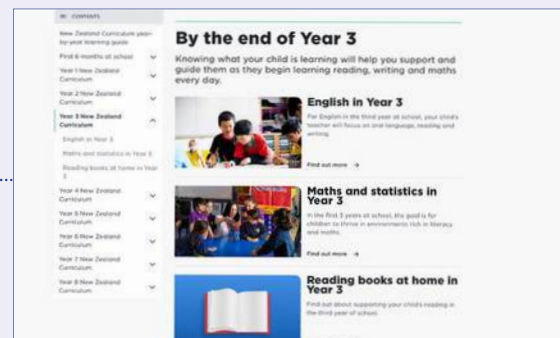 CONTENTS
New Zealand Curriculum year-
by-year learning guide
First 6 months at school
Year 1 New Zealand
Curriculum
Year 2 New Zealand
Curriculum
Year 3 New Zealand
Curriculum
English in Year 3
Maths and statistics in Year 3
Reading books at home in Year
3
Year 4 New Zealand
Curriculum
Year 5 New Zealand
Curriculum
Year 6 New Zealand
Curriculum
Year 7 New Zealand
Curriculum
Year 8 New Zealand
Curriculum
By the end of Year 3
Knowing what your child is learning will help you support and
guide them as they begin learning reading, writing and maths
every day.
English in Year 3
For English in the third year at school, your child's
teacher will focus on oral language, reading and
writing.
Find out more →
Maths and statistics in
Year 3
In the first 3 years at school, the goal is for
children to thrive in environments rich in literacy
and maths.
Find out more →
Reading books at home in
Year 3
Find out about supporting your child's reading in
the third year of school.